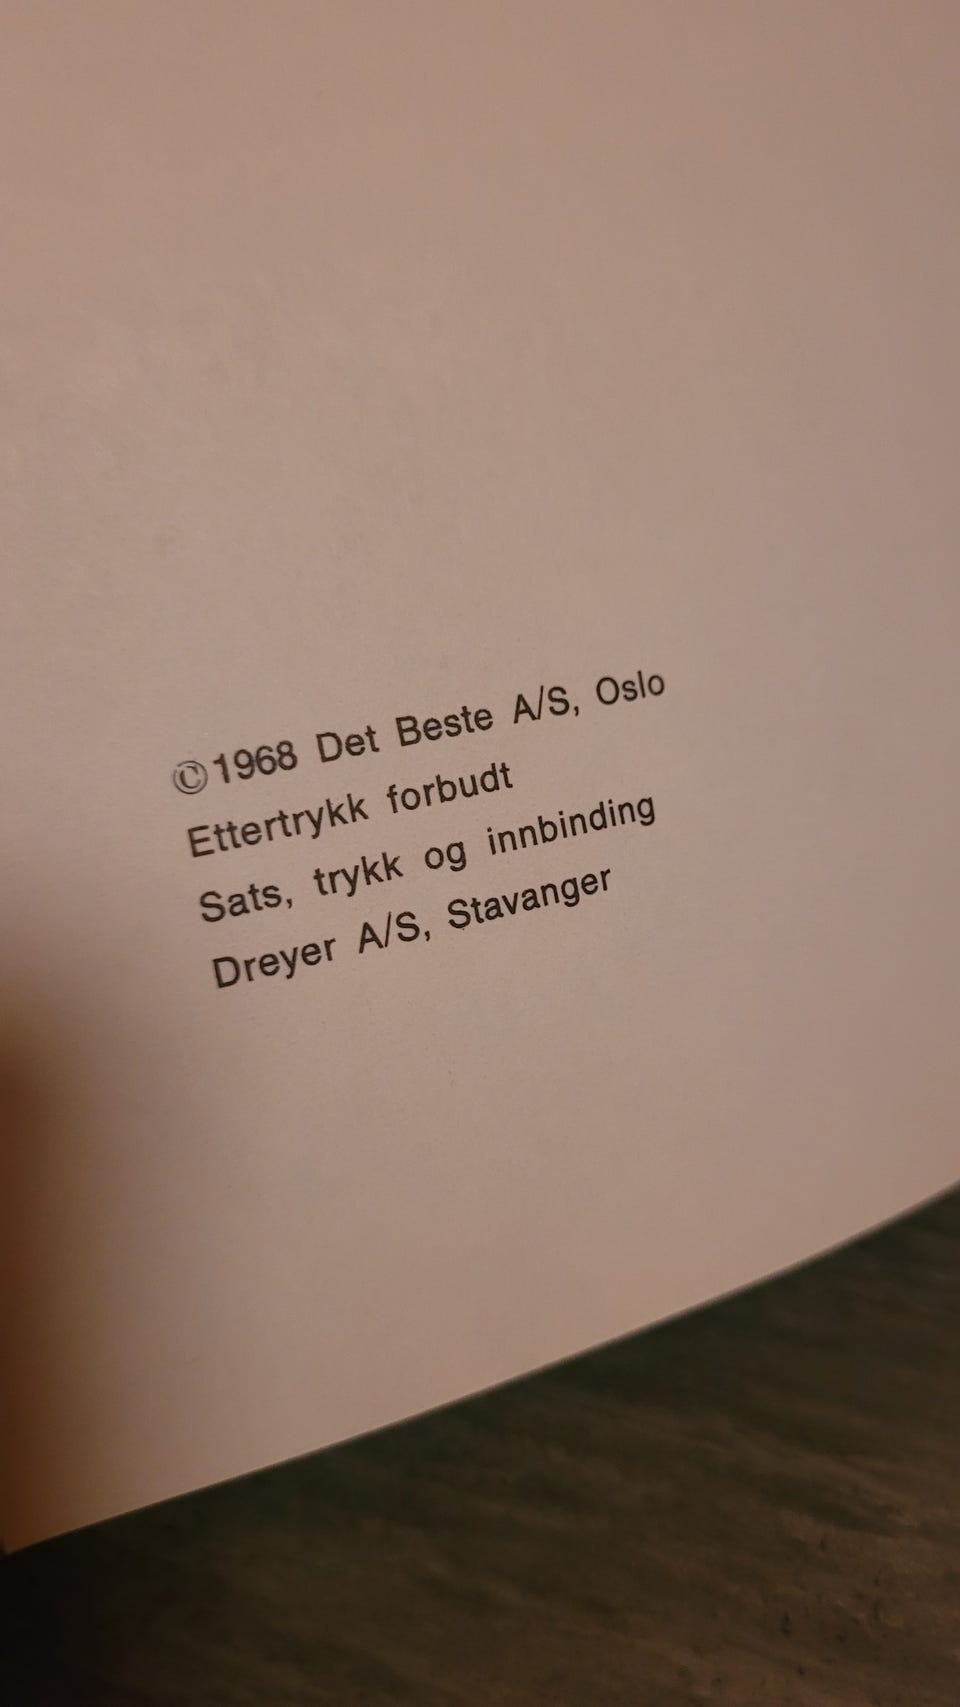 ©1968 Det Beste A/S, Oslo
Ettertrykk forbudt
Sats, trykk og innbinding
Dreyer A/S, Stavanger